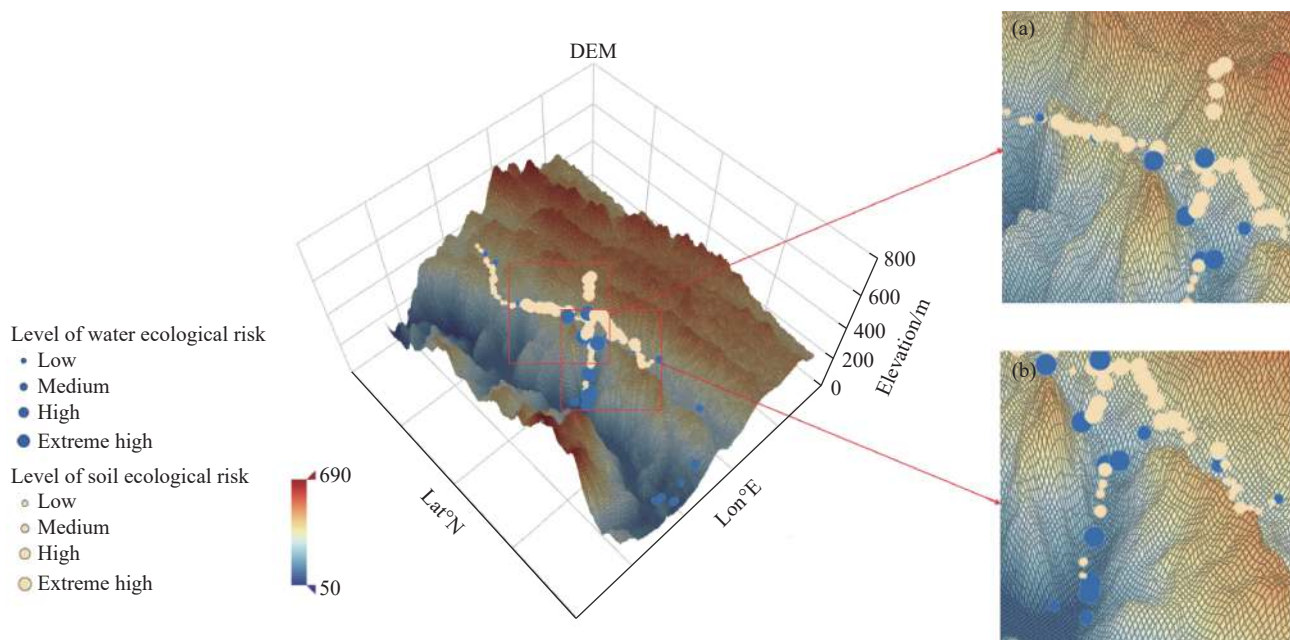 DEM
(a)
800
600
400
200
0
Elevation/m
Level of water ecological risk
Low
Medium
High
Extreme high
Level of soil ecological risk
Low
Medium
High
Extreme high
690
50
Lat°N
Lon°E
(b)